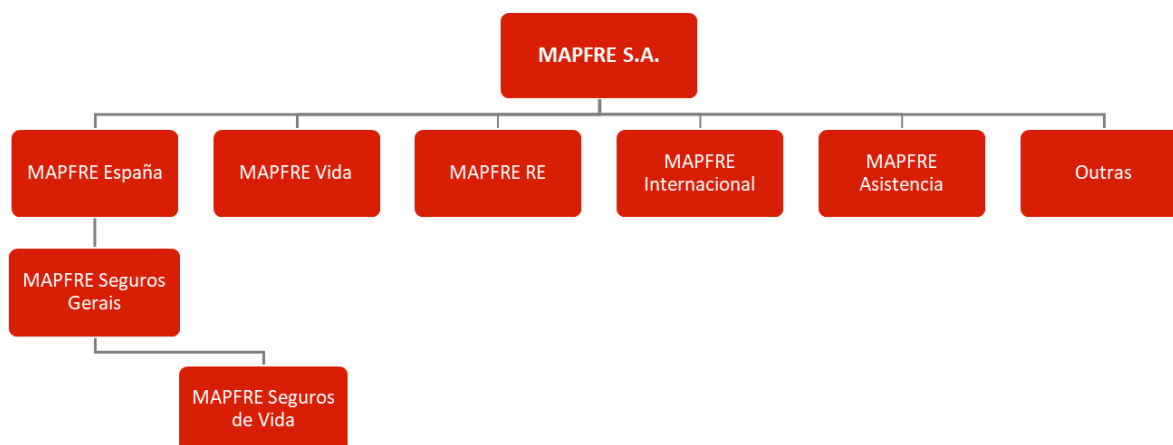 MAPFRE S.A.
MAPFRE España
MAPFRE Vida
MAPFRE RE
MAPFRE
Internacional
MAPFRE
Asistencia
Outras
MAPFRE Seguros
Gerais
MAPFRE Seguros
de Vida